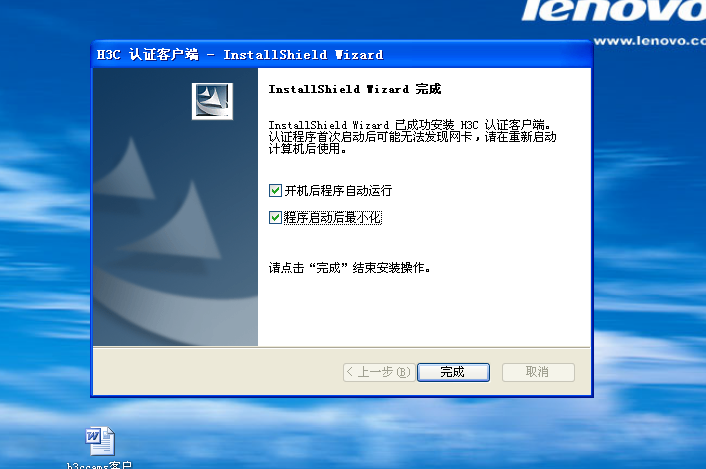 lenovo
www.lenovo.co
H3C 认证客户端 - InstallShield Wizard
InstallShield Wizard 完成
InstallShield Wizard 已成功安装 H3C 认证客户端。
认证程序首次启动后可能无法发现网卡，请在重新启动
计算机后使用。
开机后程序自动运行
程序启动后最小化
请点击“完成”结束安装操作。
< 上一步(B)
完成
取消
h3ccams客户